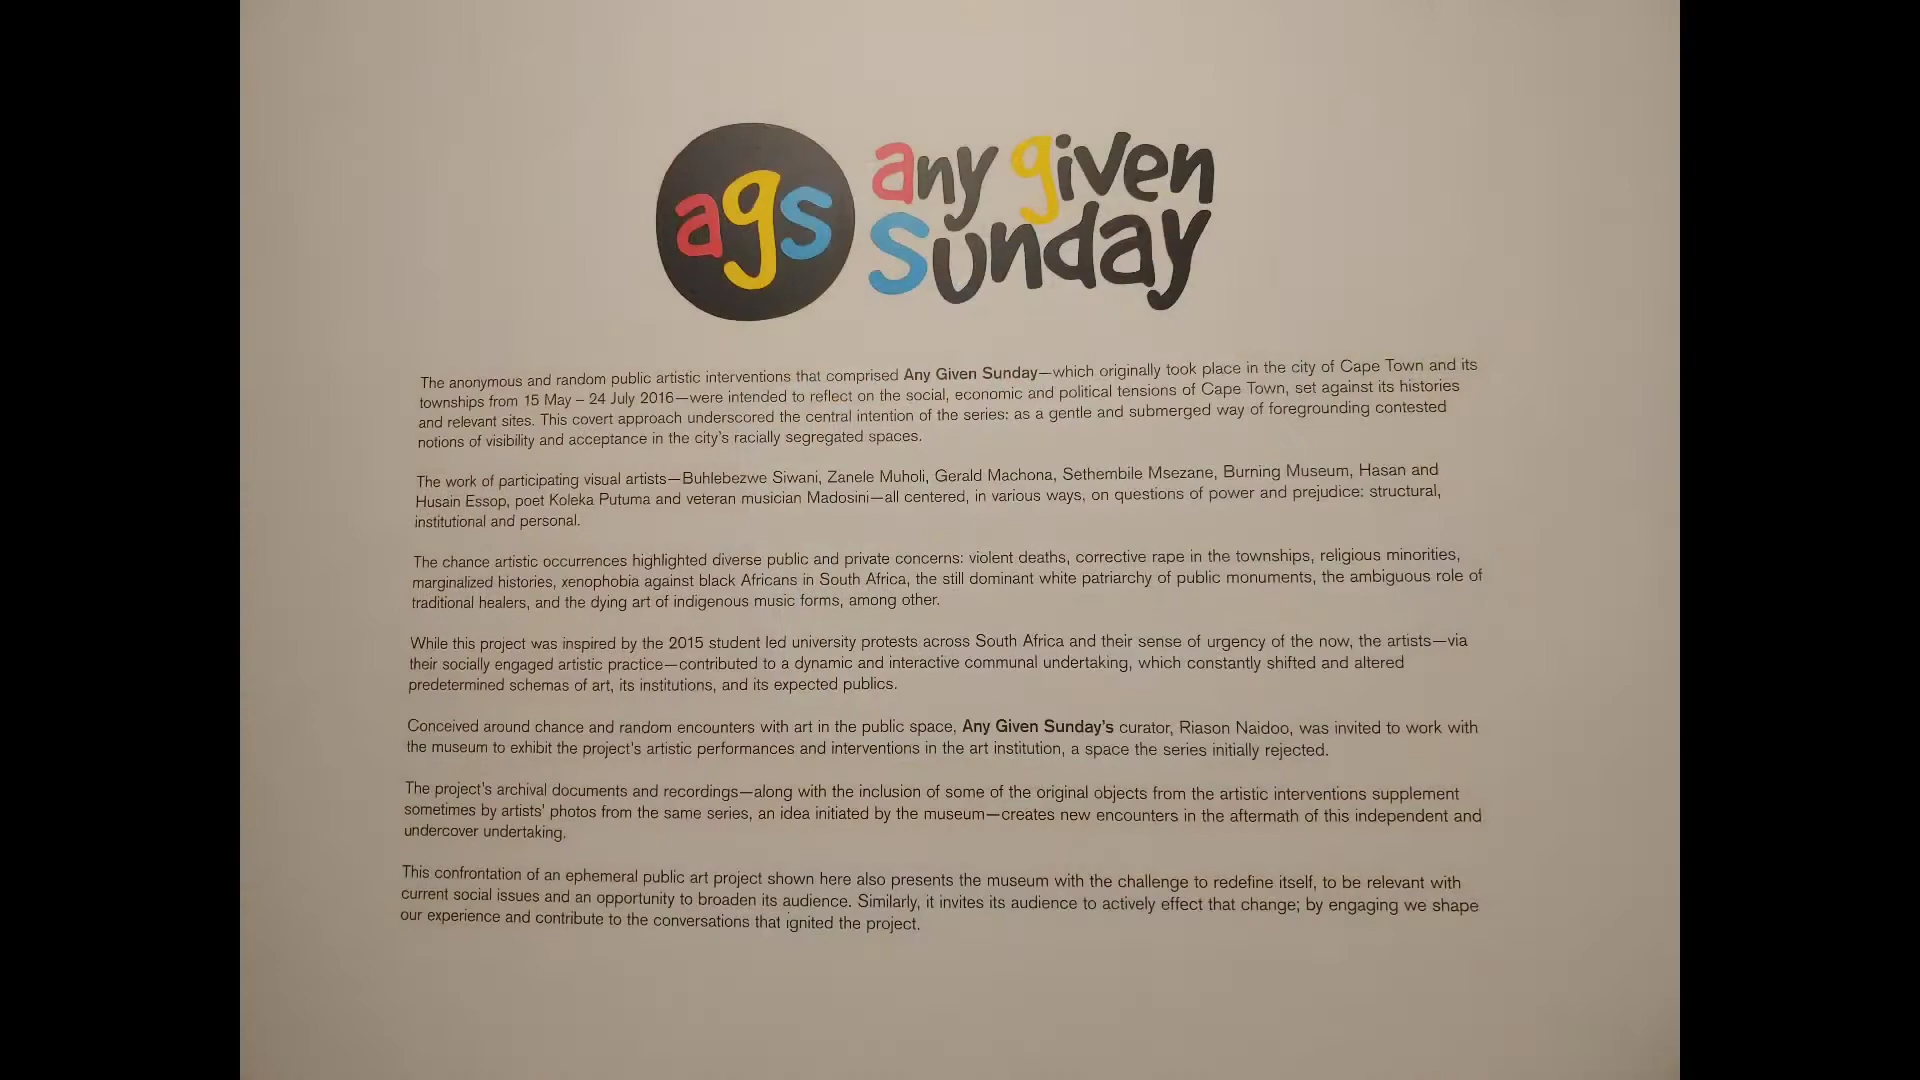 ags
any given
Sunday
The anonymous and random public artistic interventions that comprised Any Given Sunday—which originally took place in the city of Cape Town and its
townships from 15 May – 24 July 2016—were intended to reflect on the social, economic and political tensions of Cape Town, set against its histories
and relevant sites. This covert approach underscored the central intention of the series: as a gentle and submerged way of foregrounding contested
notions of visibility and acceptance in the city's racially segregated spaces.
The work of participating visual artists—Buhlebezwe Siwani, Zanele Muholi, Gerald Machona, Sethembile Msezane, Burning Museum, Hasan and
Husain Essop, poet Koleka Putuma and veteran musician Madosini—all centered, in various ways, on questions of power and prejudice: structural,
institutional and personal.
The chance artistic occurrences highlighted diverse public and private concerns: violent deaths, corrective rape in the townships, religious minorities,
marginalized histories, xenophobia against black Africans in South Africa, the still dominant white patriarchy of public monuments, the ambiguous role of
traditional healers, and the dying art of indigenous music forms, among other.
While this project was inspired by the 2015 student led university protests across South Africa and their sense of urgency of the now, the artists—via
their socially engaged artistic practice—contributed to a dynamic and interactive communal undertaking, which constantly shifted and altered
predetermined schemas of art, its institutions, and its expected publics.
Conceived around chance and random encounters with art in the public space, Any Given Sunday's curator, Riason Naidoo, was invited to work with
the museum to exhibit the project's artistic performances and interventions in the art institution, a space the series initially rejected.
The project's archival documents and recordings—along with the inclusion of some of the original objects from the artistic interventions supplement
sometimes by artists' photos from the same series, an idea initiated by the museum—creates new encounters in the aftermath of this independent and
undercover undertaking.
This confrontation of an ephemeral public art project shown here also presents the museum with the challenge to redefine itself, to be relevant with
current social issues and an opportunity to broaden its audience. Similarly, it invites its audience to actively effect that change; by engaging we shape
our experience and contribute to the conversations that ignited the project.